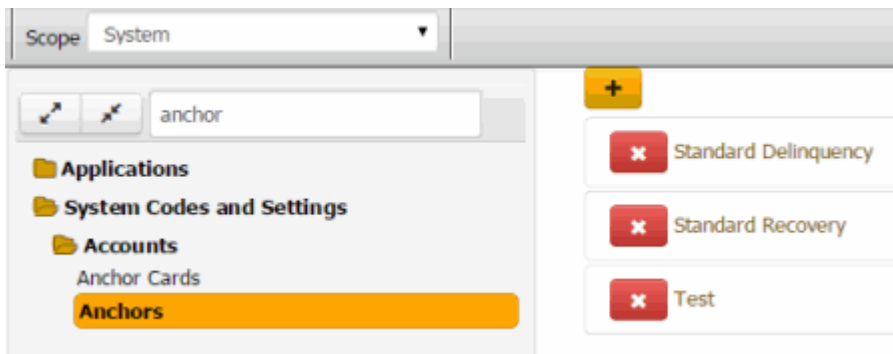 Scope System
anchor
Applications
System Codes and Settings
Accounts
Anchor Cards
Anchors
+
Standard Delinquency
Standard Recovery
Test